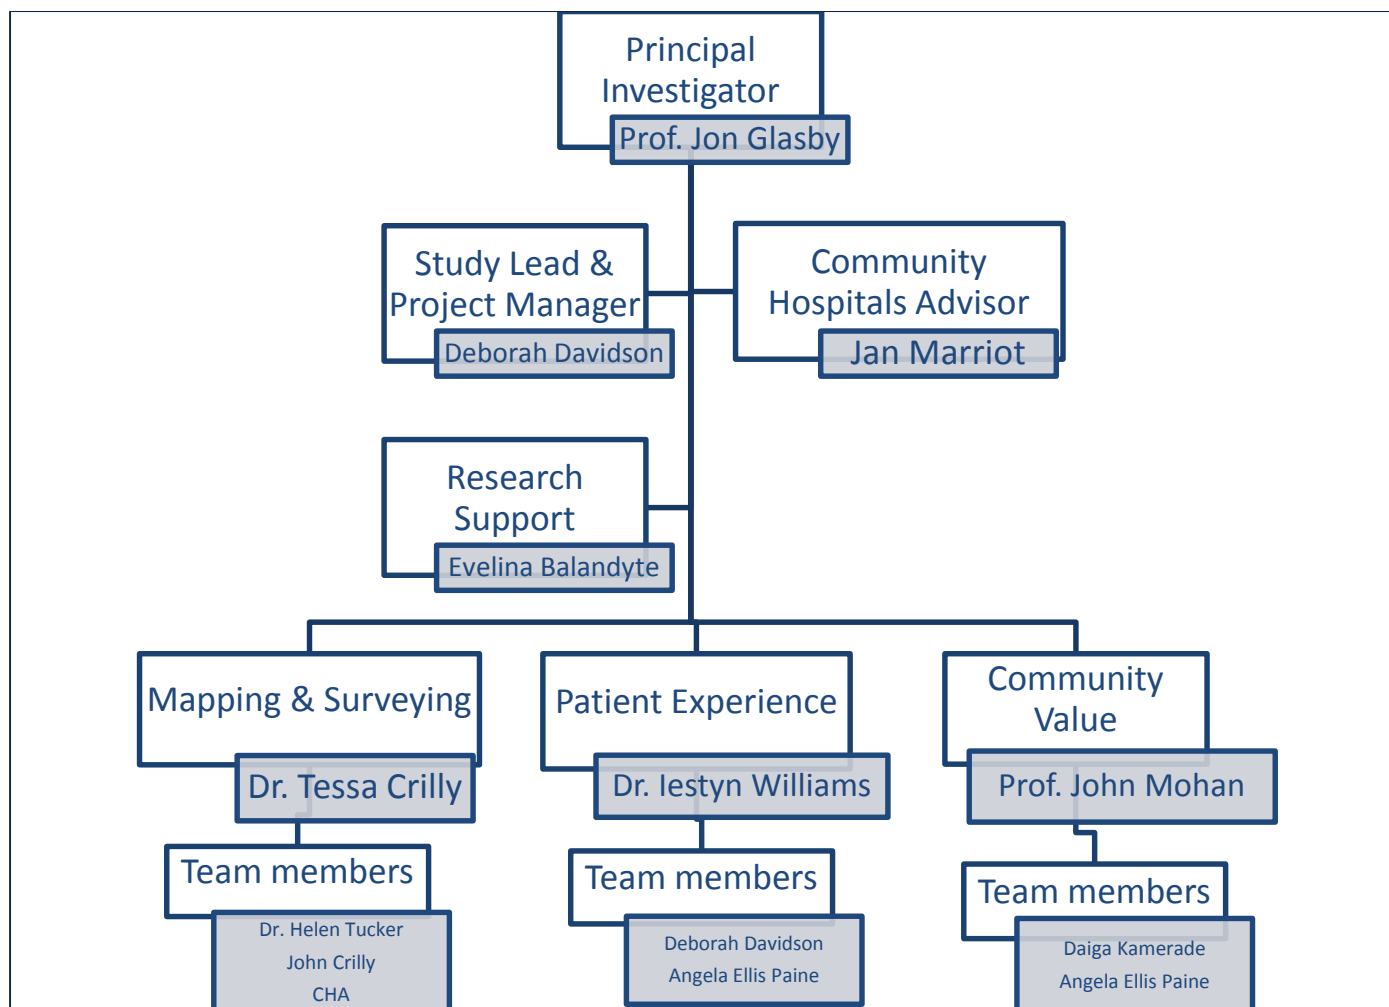 Principal
Investigator
Prof. Jon Glasby
Study Lead &
Project Manager
Deborah Davidson
Community
Hospitals Advisor
Jan Marriot
Research
Support
Evelina Balandyte
Mapping & Surveying
Dr. Tessa Crilly
Team members
Dr. Helen Tucker
John Crilly
CHA
Patient Experience
Dr. Iestyn Williams
Team members
Deborah Davidson
Angela Ellis Paine
Community
Value
Prof. John Mohan
Team members
Daiga Kamerade
Angela Ellis Paine